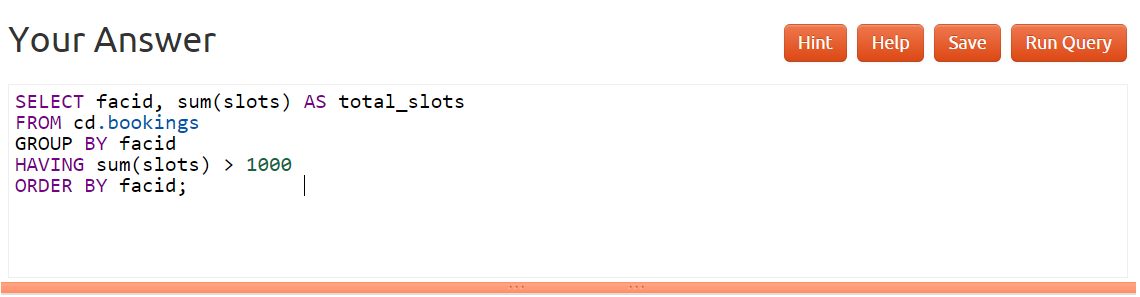 Your Answer
Hint Help Save Run Query
SELECT facid, sum(slots) AS total_slots
FROM cd.bookings
GROUP BY facid
HAVING sum(slots) > 1000
ORDER BY facid;